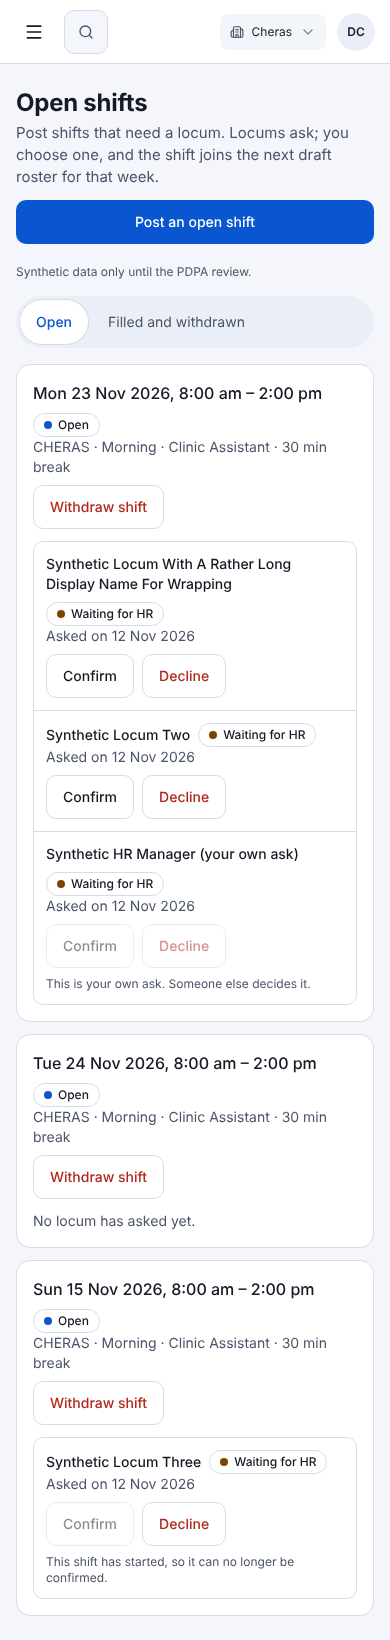 Cheras
DC
Open shifts
Post shifts that need a locum. Locums ask; you
choose one, and the shift joins the next draft
roster for that week.
Post an open shift
Synthetic data only until the PDPA review.
Open
Filled and withdrawn
Mon 23 Nov 2026, 8:00 am – 2:00 pm
Open
CHERAS · Morning · Clinic Assistant · 30 min
break
Withdraw shift
Synthetic Locum With A Rather Long
Display Name For Wrapping
Waiting for HR
Asked on 12 Nov 2026
Confirm
Decline
Synthetic Locum Two
Waiting for HR
Asked on 12 Nov 2026
Confirm
Decline
Synthetic HR Manager (your own ask)
Waiting for HR
Asked on 12 Nov 2026
Confirm
Decline
This is your own ask. Someone else decides it.
Tue 24 Nov 2026, 8:00 am – 2:00 pm
Open
CHERAS · Morning · Clinic Assistant · 30 min
break
Withdraw shift
No locum has asked yet.
Sun 15 Nov 2026, 8:00 am – 2:00 pm
Open
CHERAS · Morning · Clinic Assistant · 30 min
break
Withdraw shift
Synthetic Locum Three
Waiting for HR
Asked on 12 Nov 2026
Confirm
Decline
This shift has started, so it can no longer be
confirmed.